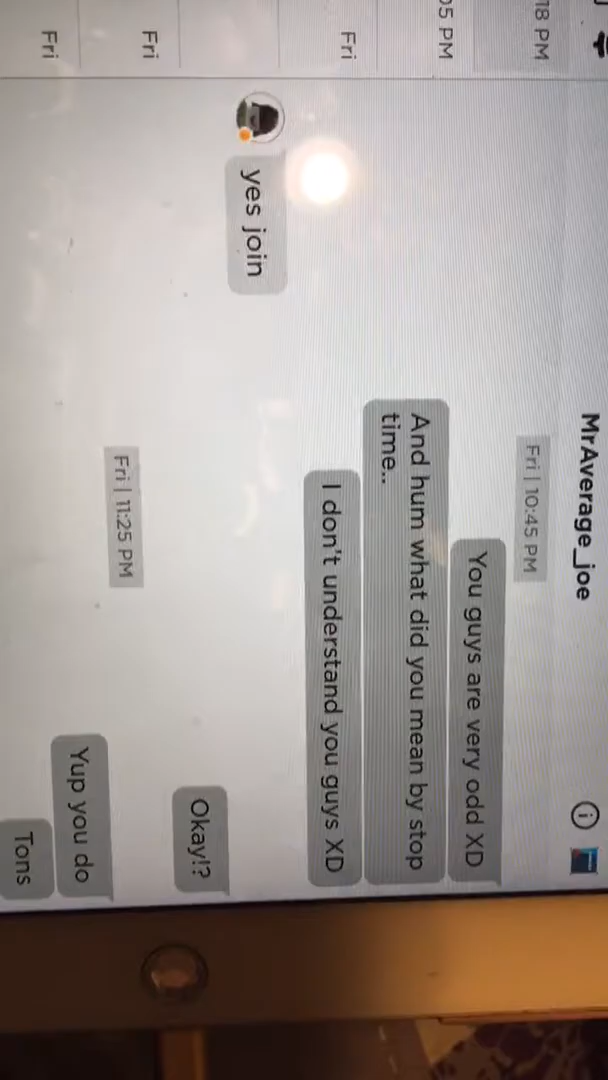 MrAverage_joe
18 PM
Fri | 10:45 PM
You guys are very odd XD
05 PM
And hum what did you mean by stop
time..
I don't understand you guys XD
Fri
yes join
Okay!?
Fri
Fri | 11:25 PM
Yup you do
Fri
Tons